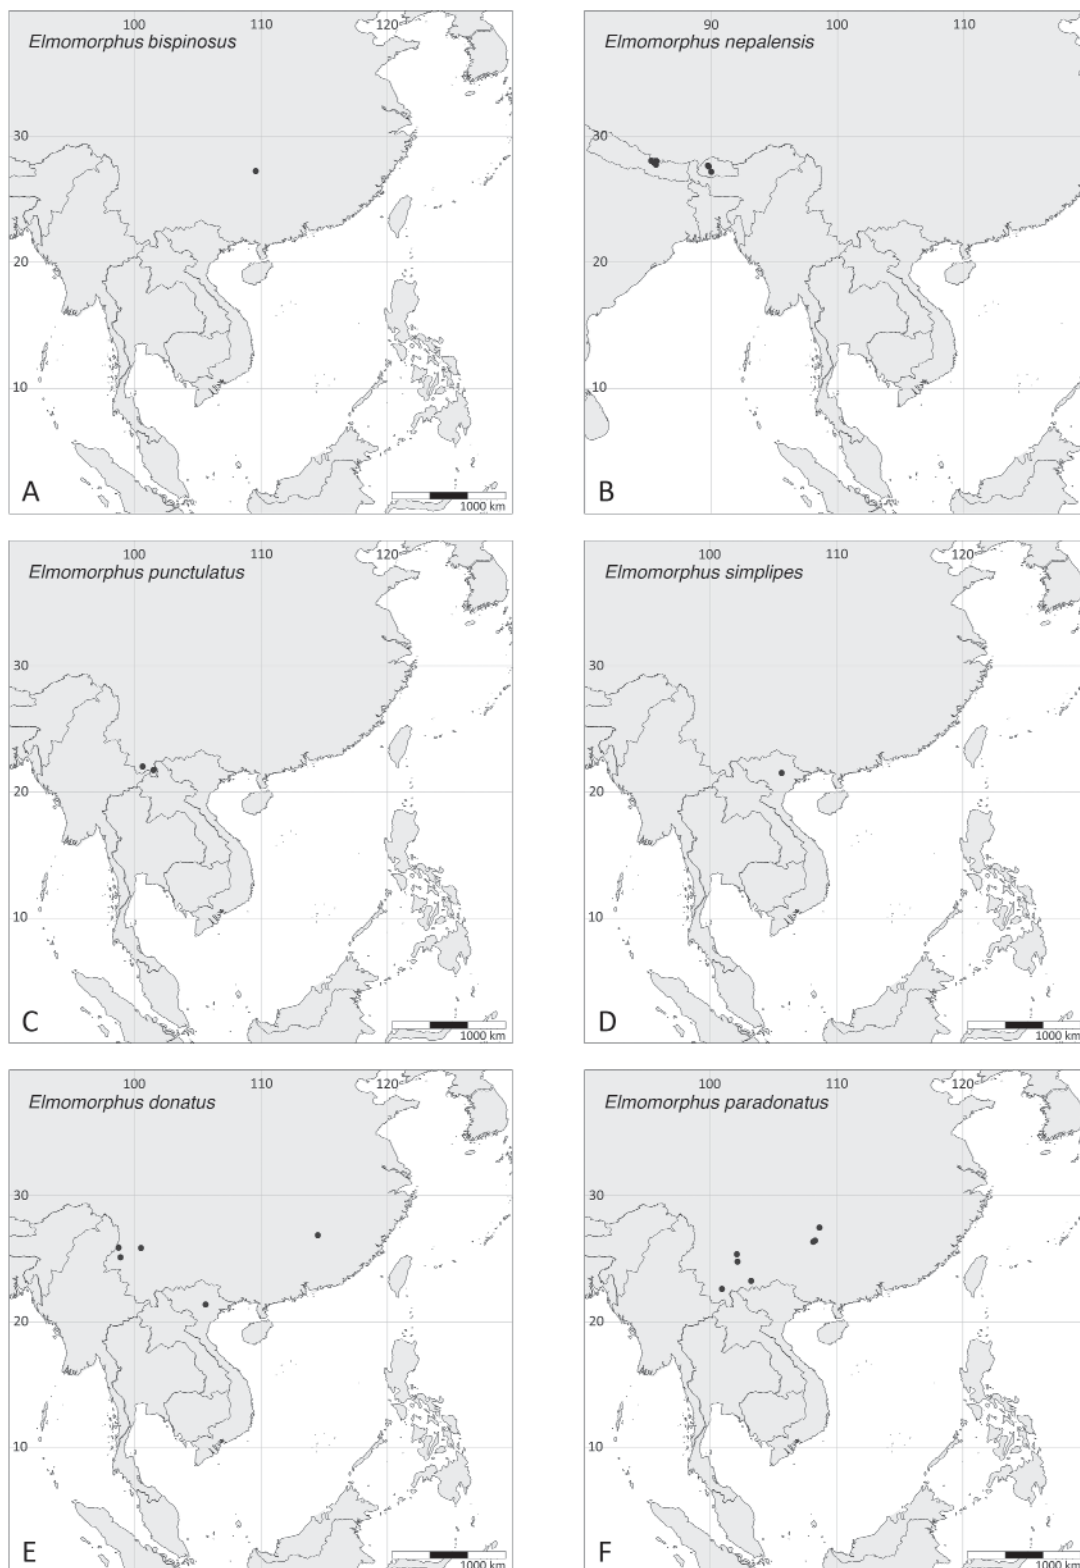 100 110 120
Elmomorphus bispinosus
30
20
10
A
1000 km
90 100 110
Elmomorphus nepalensis
30
20
10
B
100 110 120
Elmomorphus punctulatus
30
20
10
C
1000 km
100 110 120
Elmomorphus simplipes
30
20
10
D
1000 km
100 110 120
Elmomorphus donatus
30
20
10
E
1000 km
100 110 120
Elmomorphus paradonatus
30
20
10
F
1000 km